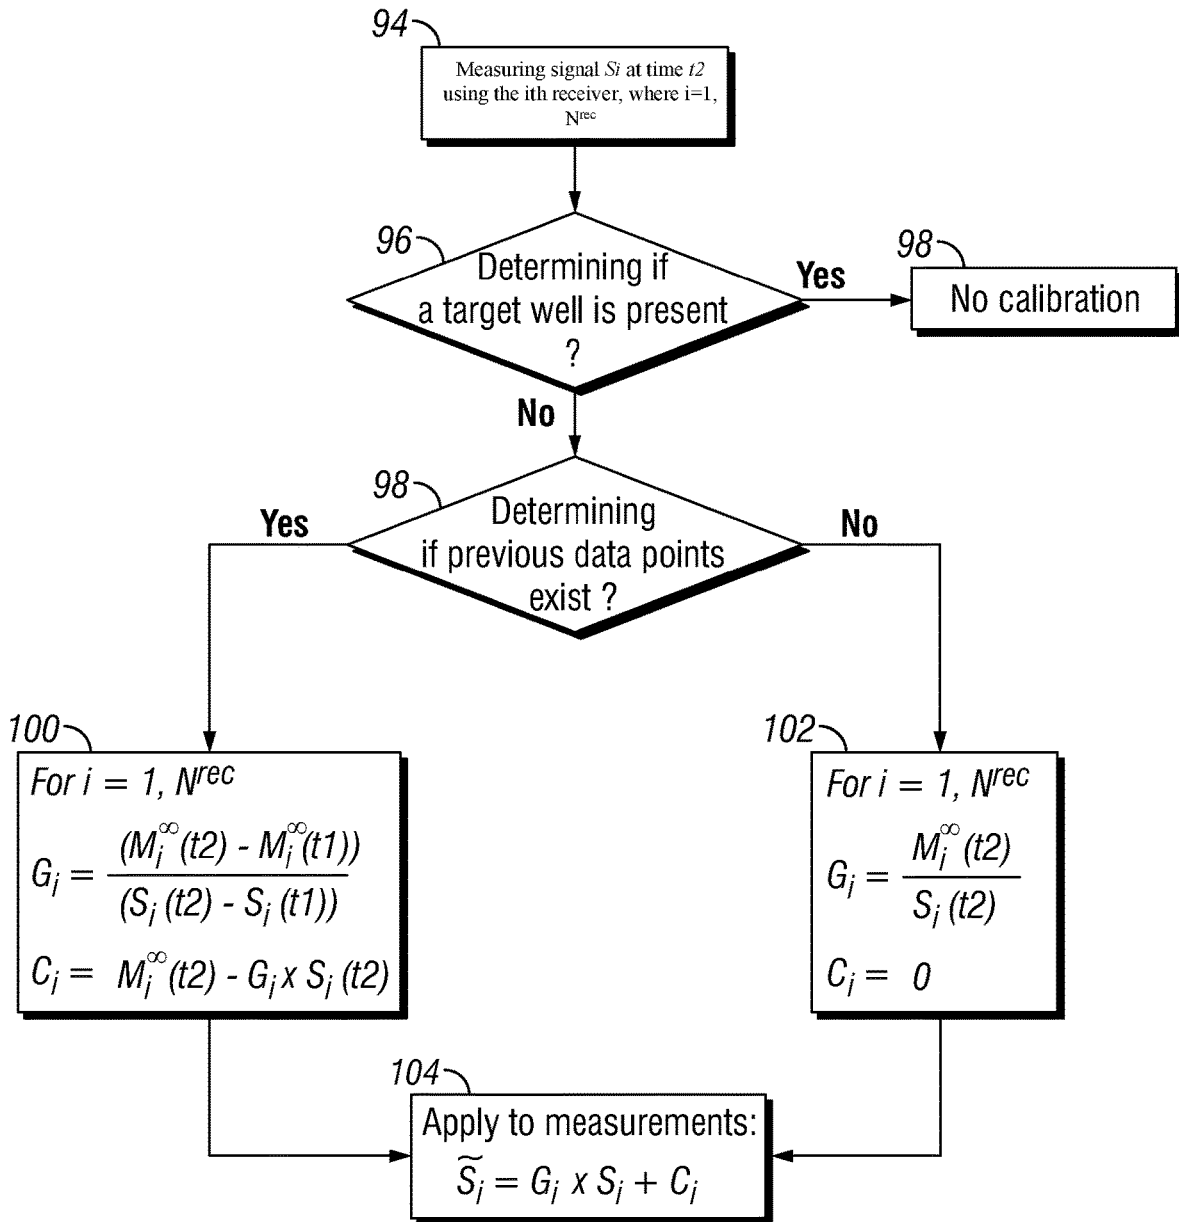 94
Measuring signal Si at time t2
using the ith receiver, where i=1,
N^rec
96
Determining if
a target well is present
?
Yes
98
No calibration
No
98
Determining
if previous data points
exist ?
Yes
No
100
For i = 1, N^rec
G_i = (M_i^∞(t2) - M_i^∞(t1)) / (S_i(t2) - S_i(t1))
C_i = M_i^∞(t2) - G_i x S_i(t2)
102
For i = 1, N^rec
G_i = M_i^∞(t2) / S_i(t2)
C_i = 0
104
Apply to measurements:
S̃_i = G_i x S_i + C_i